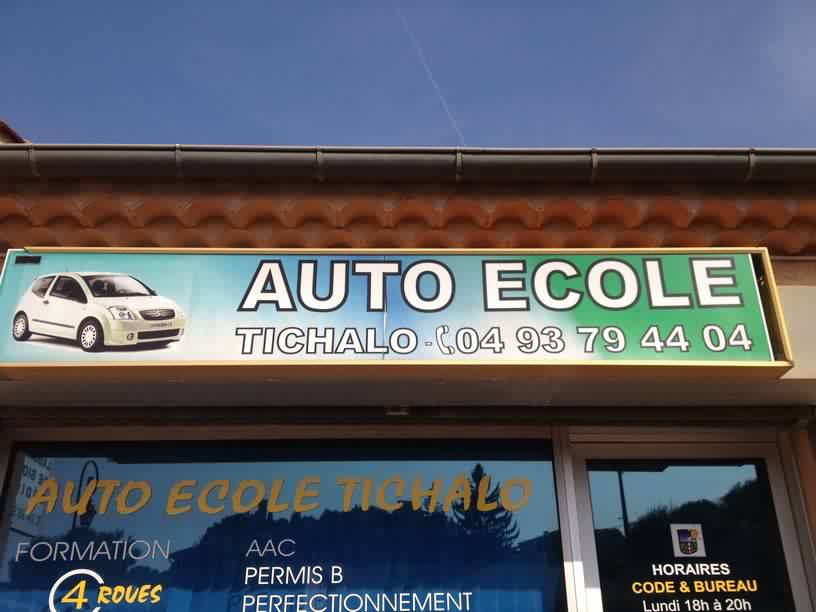 AUTO ECOLE
TICHALO - 04 93 79 44 04
AUTO ECOLE TICHALO
FORMATION
4 ROUES
AAC
PERMIS B
PERFECTIONNEMENT
HORAIRES
CODE & BUREAU
Lundi 18h à 20h